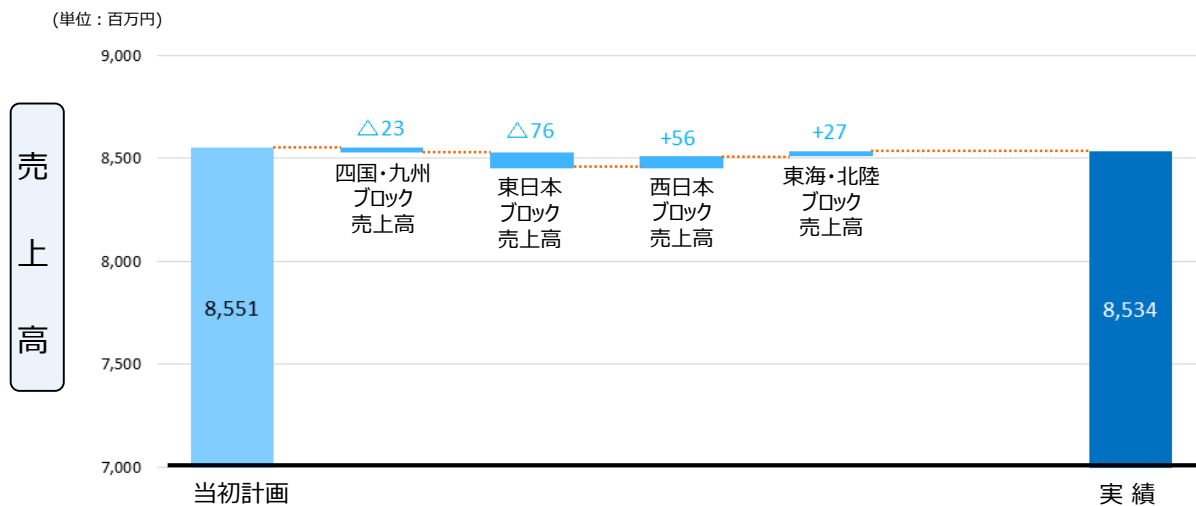 (単位：百万円)
9,000
8,500
8,000
7,500
7,000
売上高
8,551
△23
四国・九州
ブロック
売上高
△76
東日本
ブロック
売上高
+56
西日本
ブロック
売上高
+27
東海・北陸
ブロック
売上高
8,534
当初計画
実 績